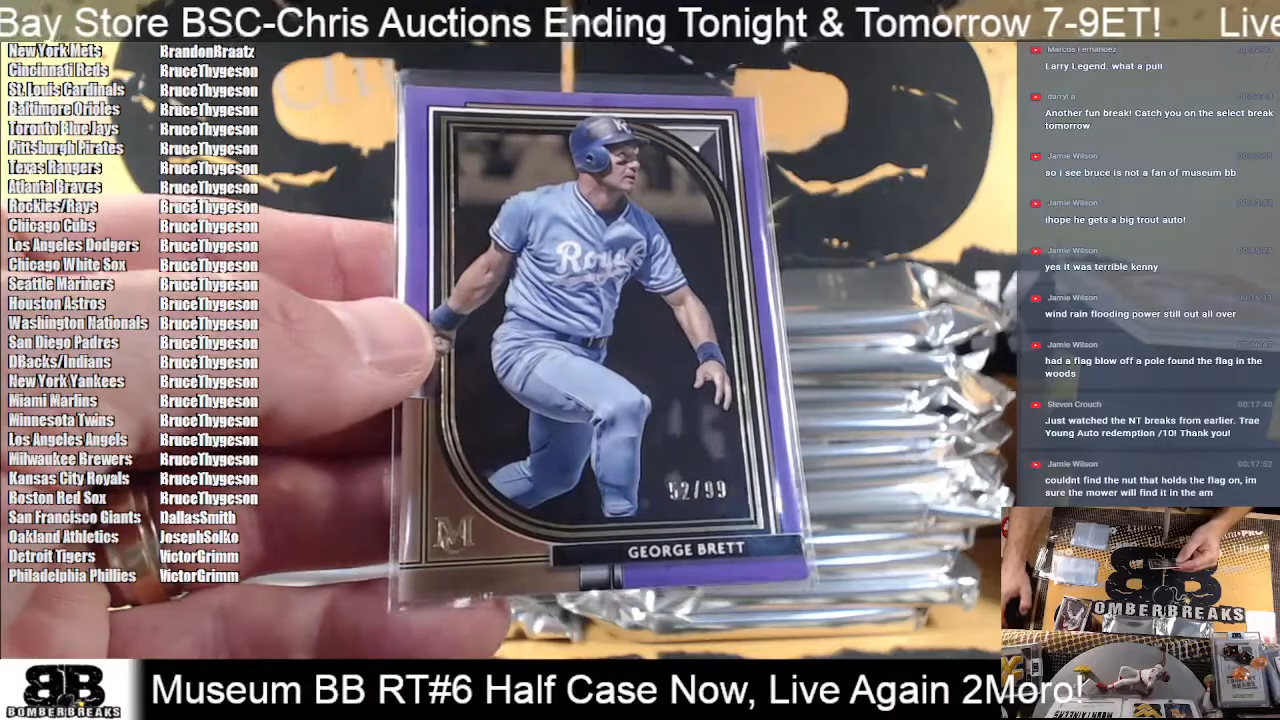 Bay Store BSC-Chris Auctions Ending Tonight & Tomorrow 7-9ET! Live
New York Mets BrandonBraatz
Cincinnati Reds BruceThygeson
St. Louis Cardinals BruceThygeson
Baltimore Orioles BruceThygeson
Toronto Blue Jays BruceThygeson
Pittsburgh Pirates BruceThygeson
Texas Rangers BruceThygeson
Atlanta Braves BruceThygeson
Rockies/Rays BruceThygeson
Chicago Cubs BruceThygeson
Los Angeles Dodgers BruceThygeson
Chicago White Sox BruceThygeson
Seattle Mariners BruceThygeson
Houston Astros BruceThygeson
Washington Nationals BruceThygeson
San Diego Padres BruceThygeson
DBacks/Indians BruceThygeson
New York Yankees BruceThygeson
Miami Marlins BruceThygeson
Minnesota Twins BruceThygeson
Los Angeles Angels BruceThygeson
Milwaukee Brewers BruceThygeson
Kansas City Royals BruceThygeson
Boston Red Sox BruceThygeson
San Francisco Giants DallasSmith
Oakland Athletics JosephSolko
Detroit Tigers VictorGrimm
Philadelphia Phillies VictorGrimm
KC
Royals
52/99
M
GEORGE BRETT
Marcos Fernandez
Larry Legend. what a pull
darryl a
Another fun break! Catch you on the select break
tomorrow
Jamie Wilson
so i see bruce is not a fan of museum bb
Jamie Wilson
ihope he gets a big trout auto!
Jamie Wilson
yes it was terrible kenny
Jamie Wilson
wind rain flooding power still out all over
Jamie Wilson
had a flag blow off a pole found the flag in the
woods
Steven Crouch 00:17:40
Just watched the NT breaks from earlier. Trae
Young Auto redemption /10! Thank you!
Jamie Wilson 00:17:52
couldnt find the nut that holds the flag on, im
sure the mower will find it in the am
BB
OMBERBREAKS
BB
BOMBERBREAKS
Museum BB RT#6 Half Case Now, Live Again 2Moro!